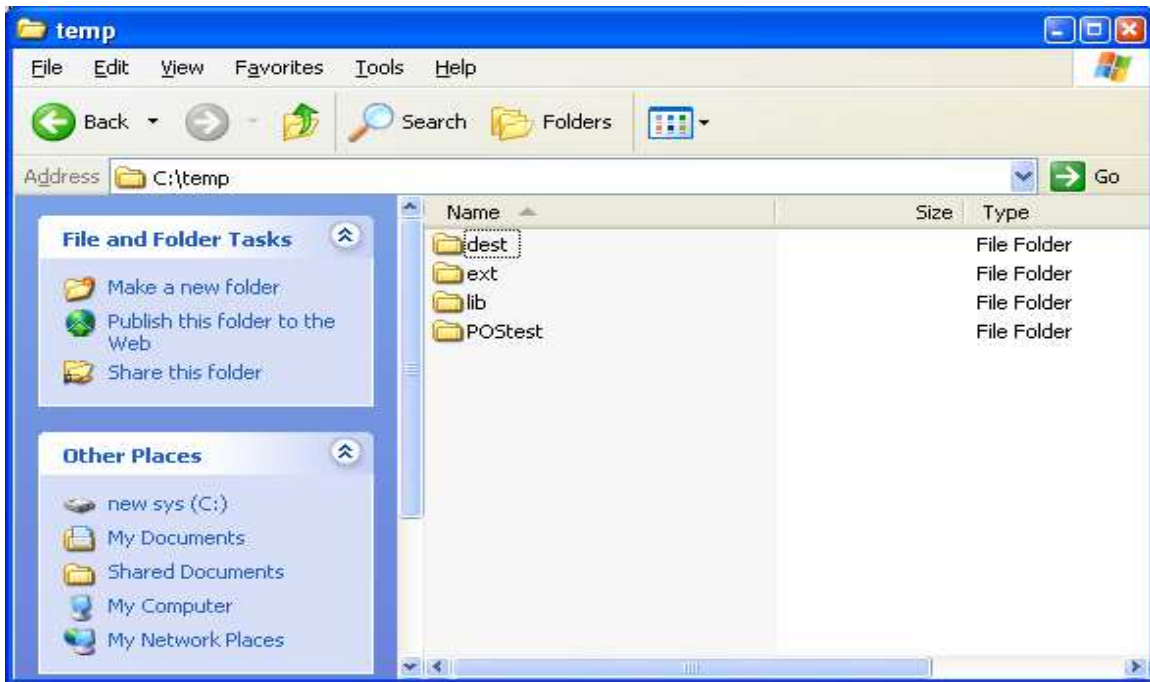 temp
File Edit View Favorites Tools Help
Back Search Folders
Address C:\temp Go
Name Size Type
File and Folder Tasks
Make a new folder
Publish this folder to the
Web
Share this folder
Other Places
new sys (C:)
My Documents
Shared Documents
My Computer
My Network Places
dest File Folder
ext File Folder
lib File Folder
POStest File Folder